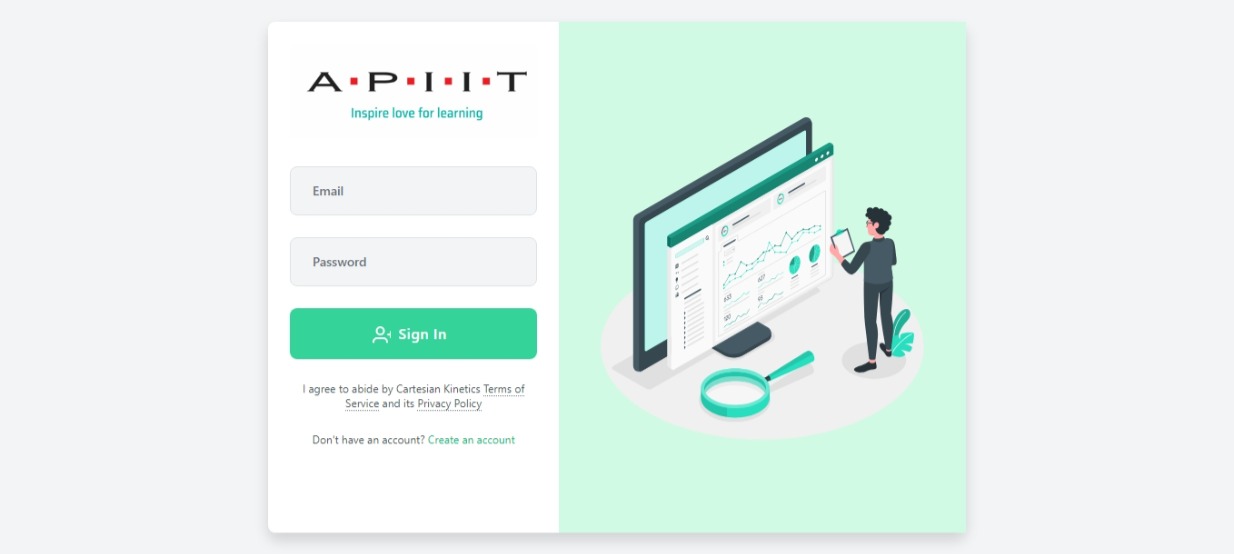 A·P·I·I·T
Inspire love for learning
Email
Password
Sign In
I agree to abide by Cartesian Kinetics Terms of
Service and its Privacy Policy
Don't have an account? Create an account